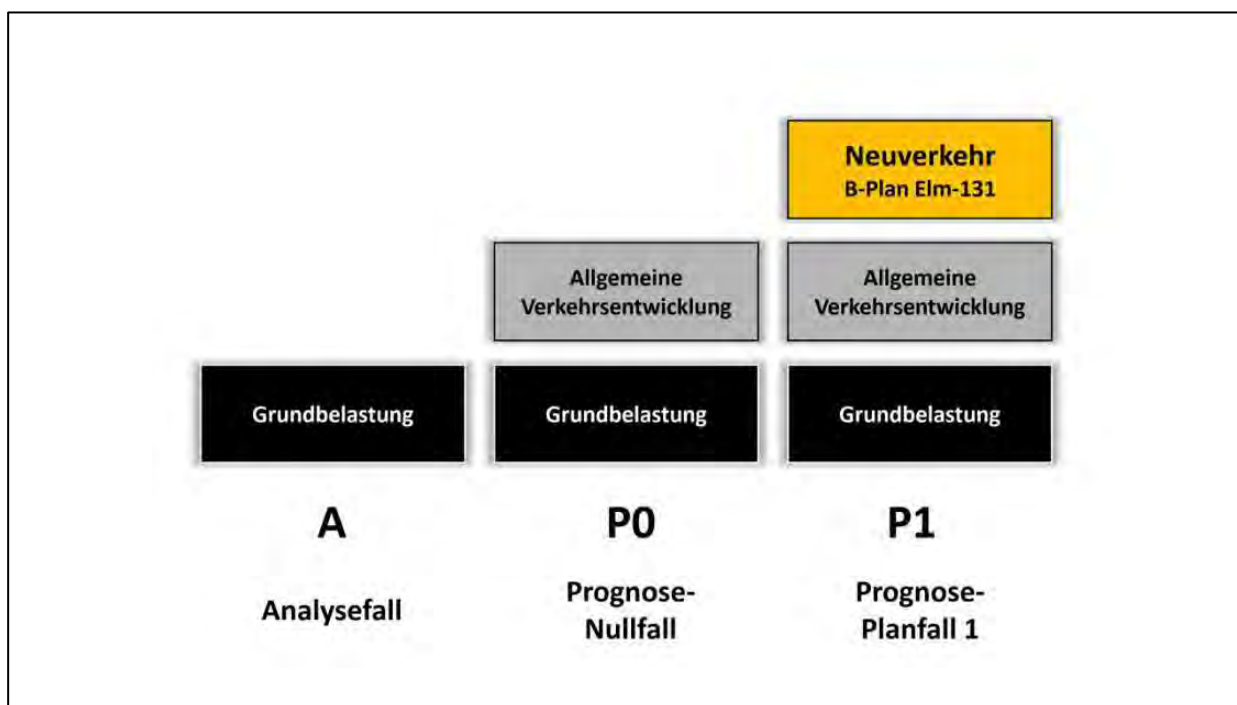 Neuverkehr
B-Plan Elm-131
Allgemeine
Verkehrsentwicklung
Allgemeine
Verkehrsentwicklung
Grundbelastung
Grundbelastung
Grundbelastung
A
P0
P1
Analysefall
Prognose-
Nullfall
Prognose-
Planfall 1